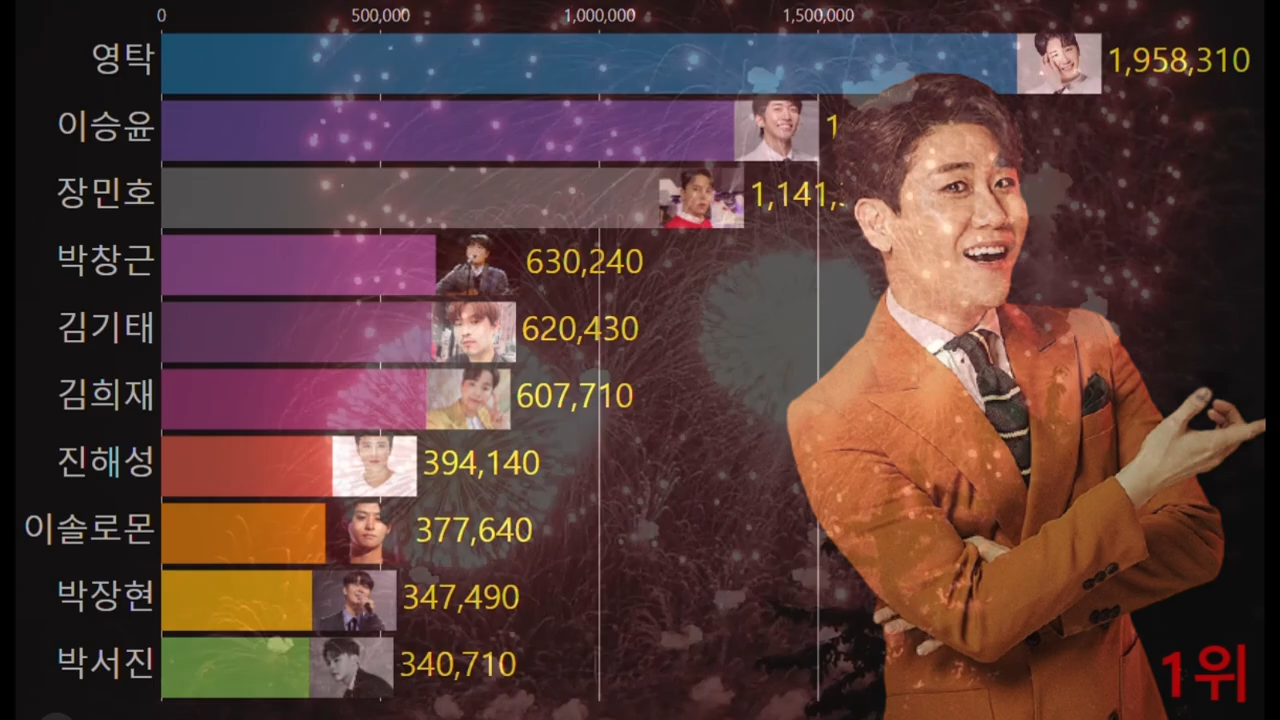 0 500,000 1,000,000 1,500,000
영탁 1,958,310
이승윤
장민호 1,141,
박창근 630,240
김기태 620,430
김희재 607,710
진해성 394,140
이솔로몬 377,640
박장현 347,490
박서진 340,710
1위